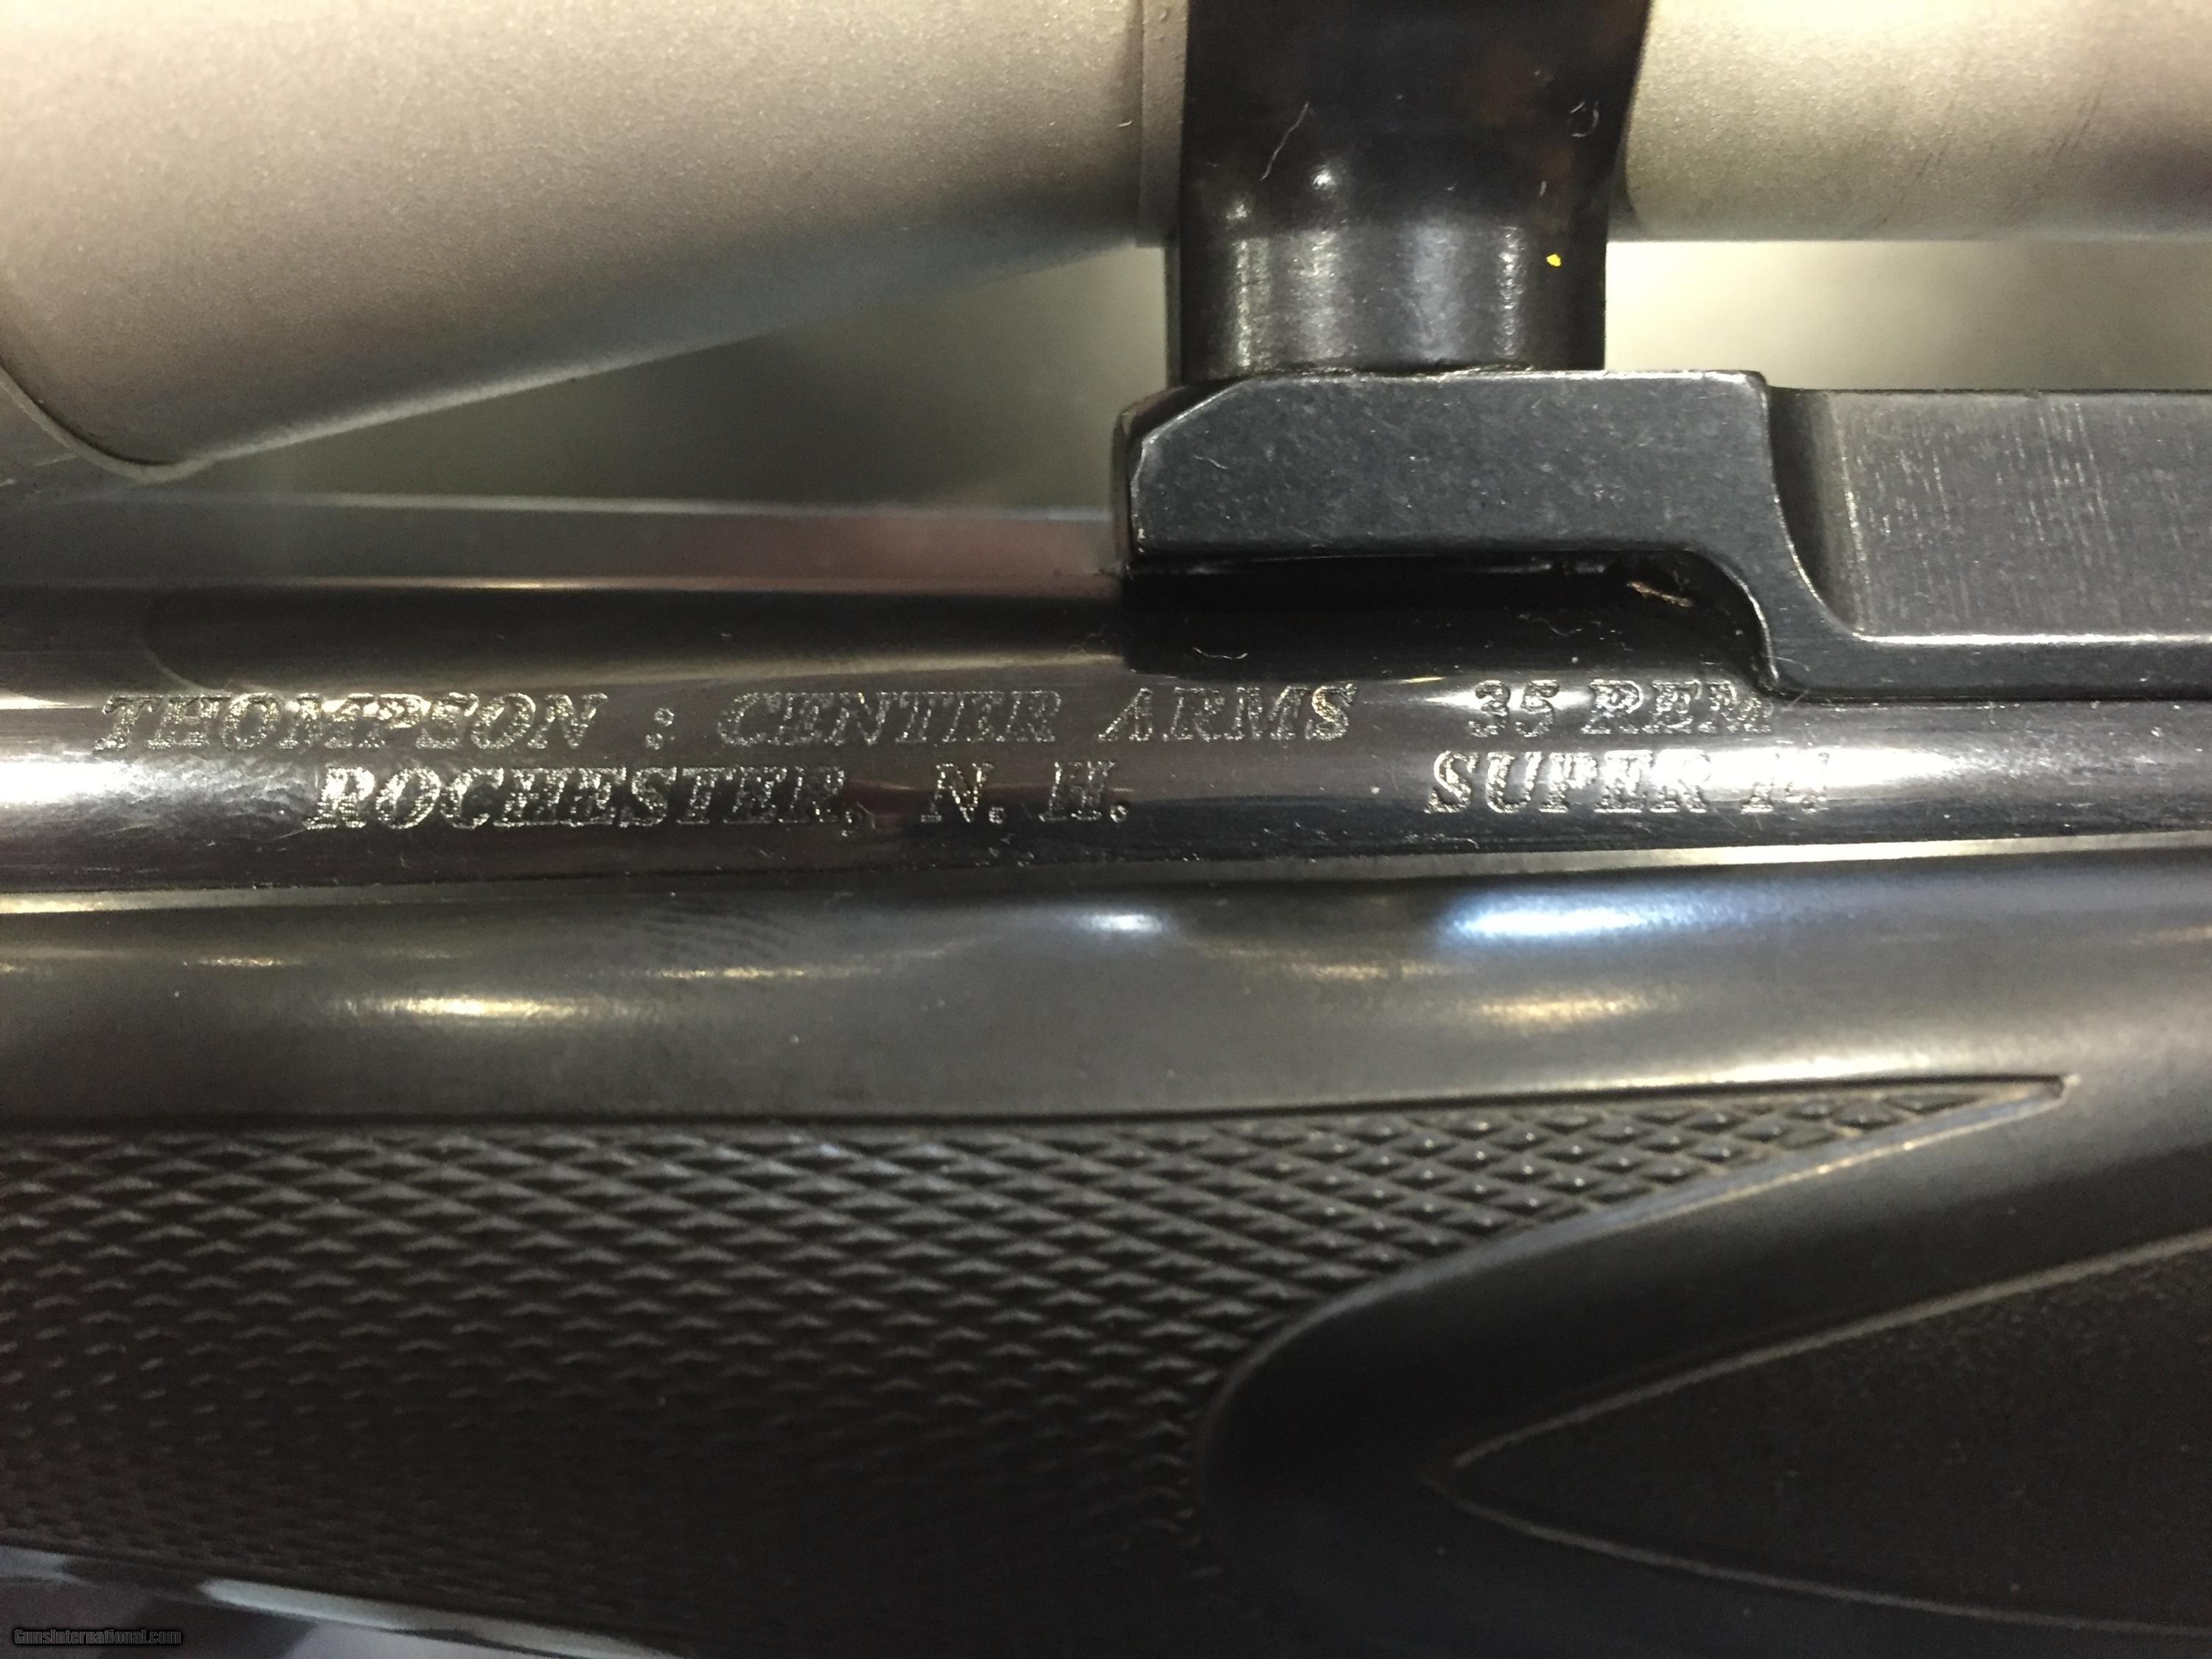 THOMPSON : CENTER ARMS 35 REM
ROCHESTER, N. H. SUPER 14
GunsInternational.com